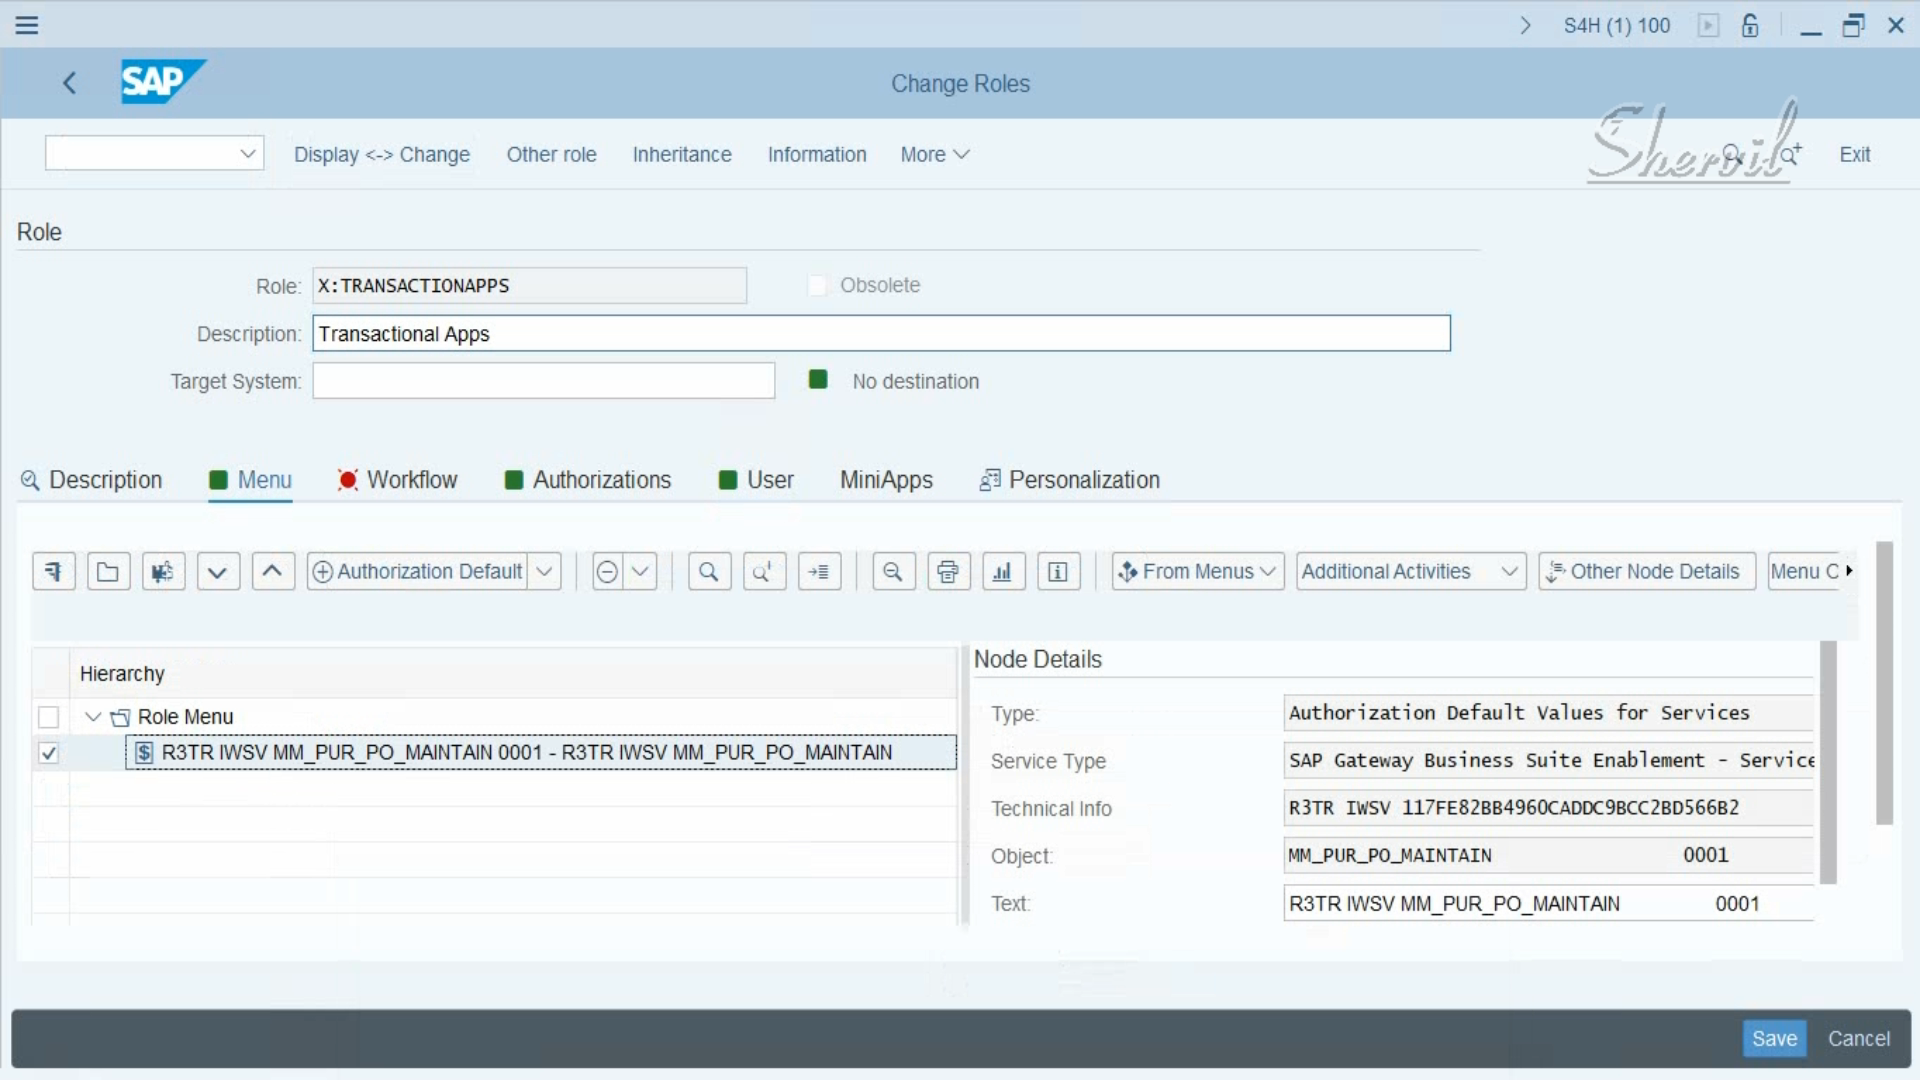 S4H (1) 100
SAP
Change Roles
Display <-> Change
Other role
Inheritance
Information
More
Shervil
Exit
Role
Role: X:TRANSACTIONAPPS
Obsolete
Description: Transactional Apps
Target System:
No destination
Description
Menu
Workflow
Authorizations
User
MiniApps
Personalization
Authorization Default
From Menus
Additional Activities
Other Node Details
Menu
Hierarchy
Role Menu
R3TR IWSV MM_PUR_PO_MAINTAIN 0001 - R3TR IWSV MM_PUR_PO_MAINTAIN
Node Details
Type: Authorization Default Values for Services
Service Type SAP Gateway Business Suite Enablement - Service
Technical Info R3TR IWSV 117FE82BB4960CADDC9BCC2BD566B2
Object: MM_PUR_PO_MAINTAIN 0001
Text: R3TR IWSV MM_PUR_PO_MAINTAIN 0001
Save
Cancel